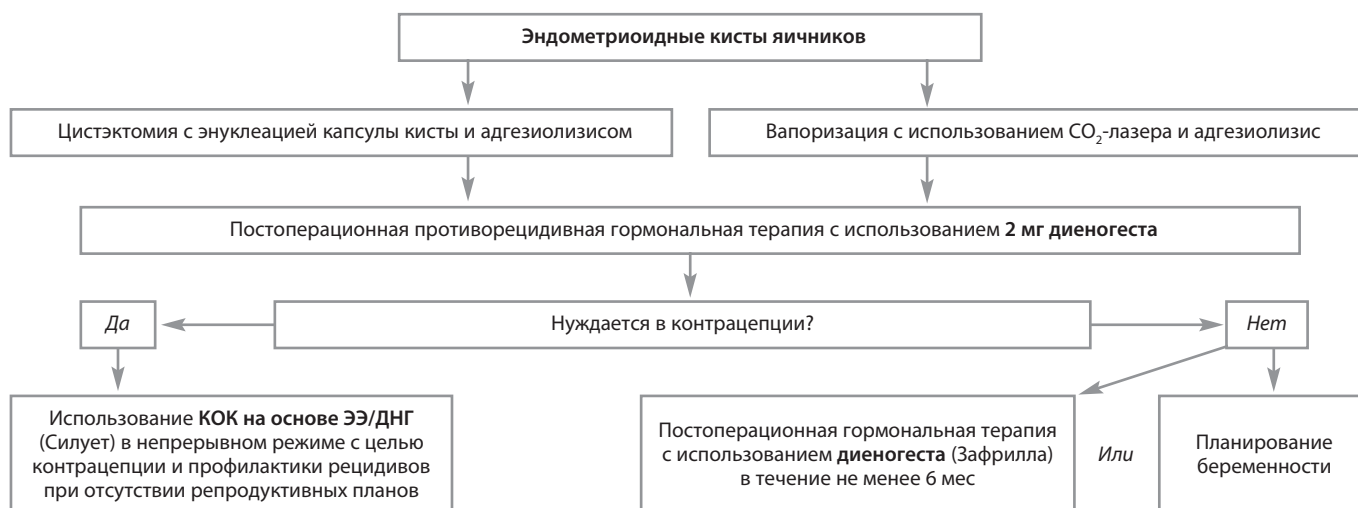 Эндометриоидные кисты яичников
Цистэктомия с энуклеацией капсулы кисты и адгезиолизисом
Вапоризация с использованием CO₂-лазера и адгезиолизис
Постоперационная противорецидивная гормональная терапия с использованием 2 мг диеногеста
Да
Нуждается в контрацепции?
Нет
Использование КОК на основе ЭЭ/ДНГ
(Силует) в непрерывном режиме с целью
контрацепции и профилактики рецидивов
при отсутствии репродуктивных планов
Постоперационная гормональная терапия
с использованием диеногеста (Зафрилла)
в течение не менее 6 мес
Или
Планирование
беременности